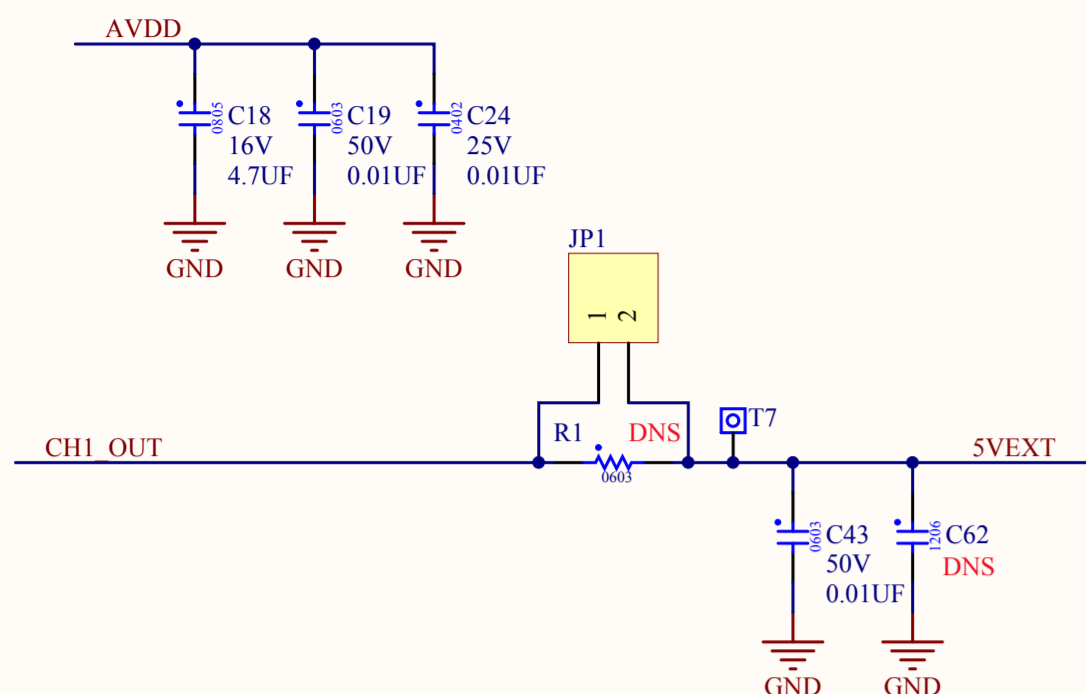 AVDD
0805
C18
16V
4.7UF
0603
C19
50V
0.01UF
0402
C24
25V
0.01UF
GND
GND
GND
JP1
1
2
T7
R1
DNS
CH1_OUT
5VEXT
0603
0603
C43
50V
0.01UF
1206
C62
DNS
GND
GND